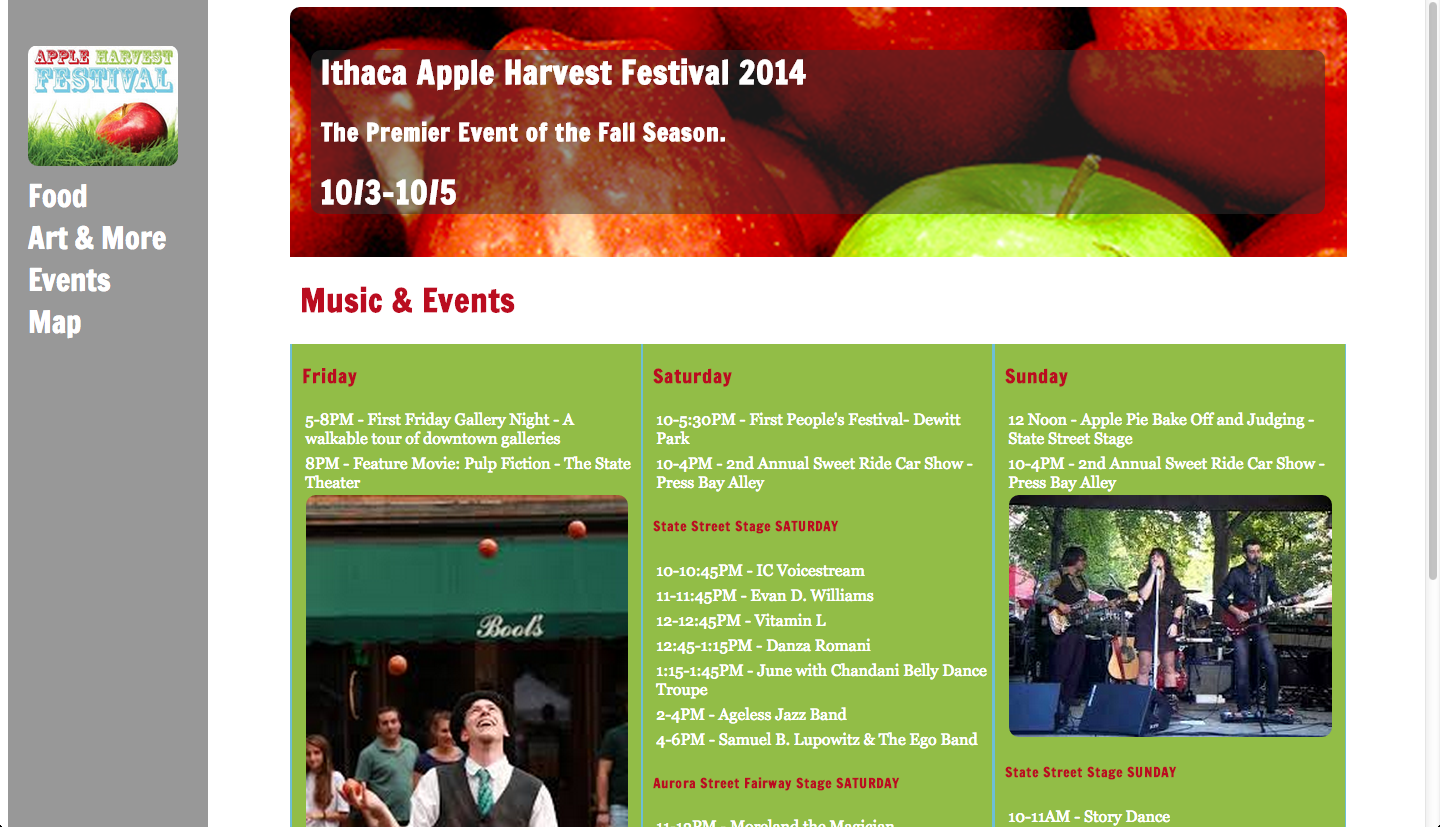 APPLE HARVEST
FESTIVAL
Food
Art & More
Events
Map
Ithaca Apple Harvest Festival 2014
The Premier Event of the Fall Season.
10/3-10/5
Music & Events
Friday
5-8PM - First Friday Gallery Night - A
walkable tour of downtown galleries
8PM - Feature Movie: Pulp Fiction - The State
Theater
Bool's
Saturday
10-5:30PM - First People's Festival- Dewitt
Park
10-4PM - 2nd Annual Sweet Ride Car Show -
Press Bay Alley
State Street Stage SATURDAY
10-10:45PM - IC Voicestream
11-11:45PM - Evan D. Williams
12-12:45PM - Vitamin L
12:45-1:15PM - Danza Romani
1:15-1:45PM - June with Chandani Belly Dance
Troupe
2-4PM - Ageless Jazz Band
4-6PM - Samuel B. Lupowitz & The Ego Band
Aurora Street Fairway Stage SATURDAY
11-12PM - Moreland the Magician
Sunday
12 Noon - Apple Pie Bake Off and Judging -
State Street Stage
10-4PM - 2nd Annual Sweet Ride Car Show -
Press Bay Alley
State Street Stage SUNDAY
10-11AM - Story Dance